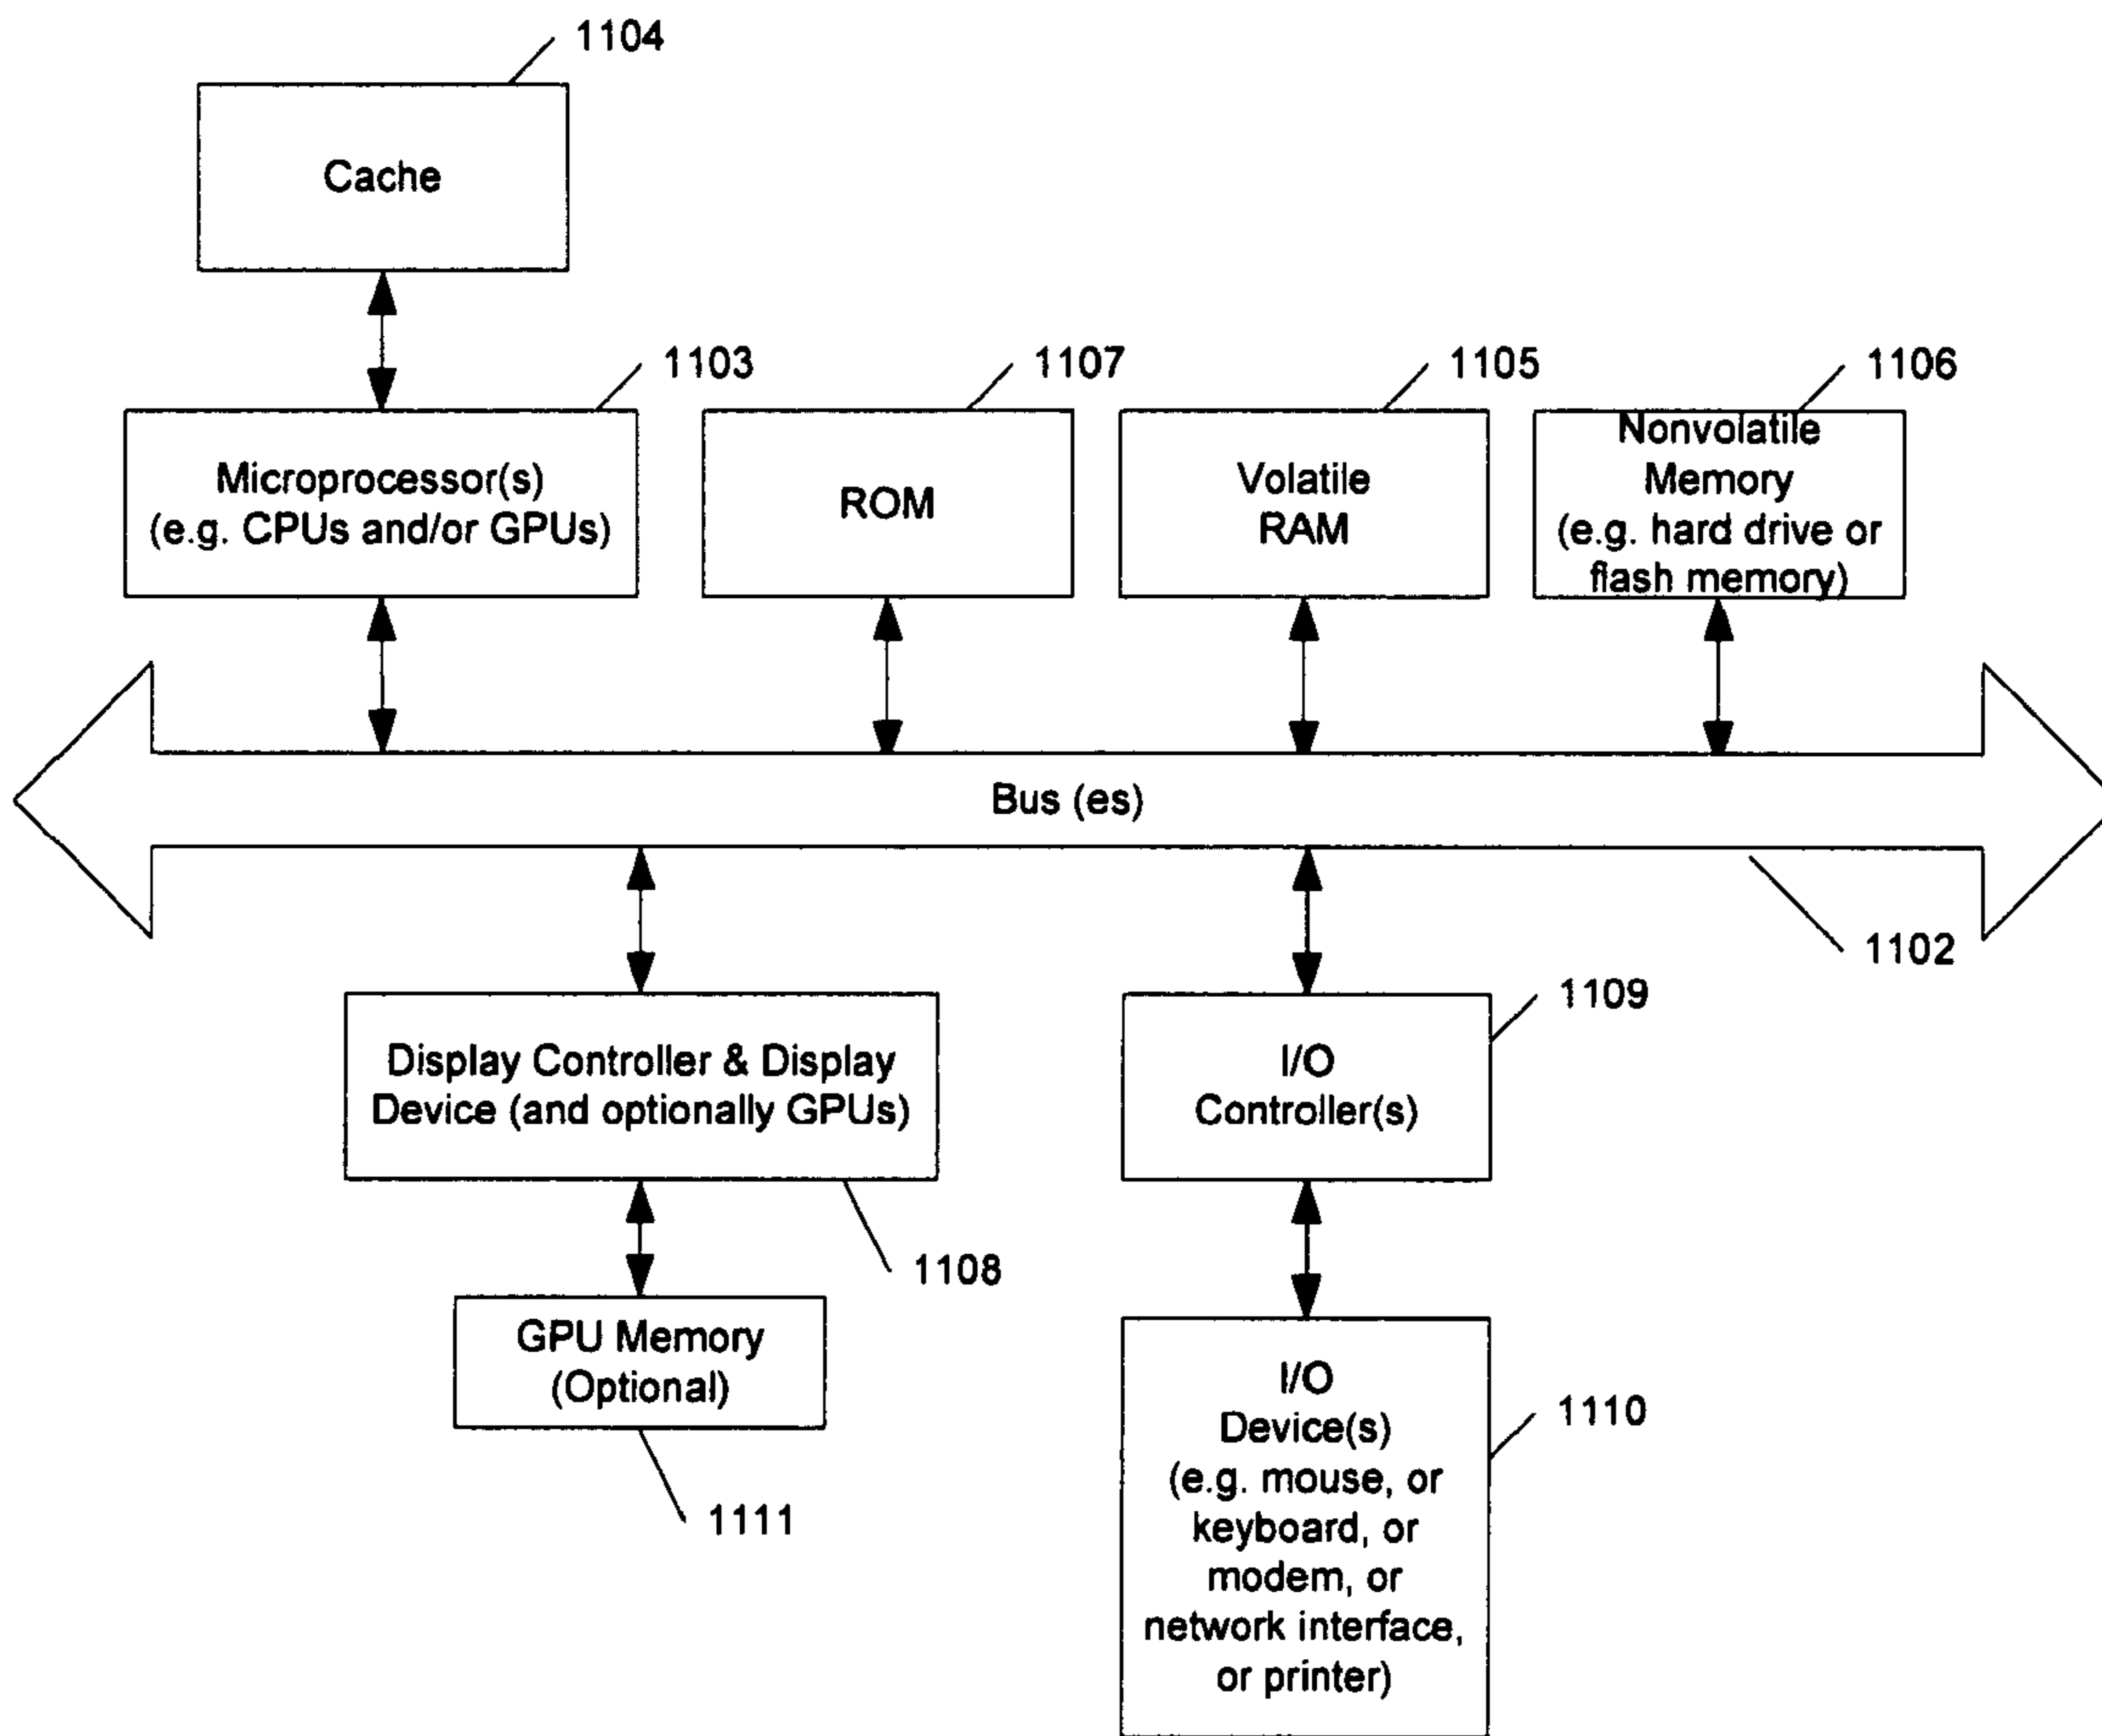 1104
Cache
1103
1107
1105
1106
Microprocessor(s)
(e.g. CPUs and/or GPUs)
ROM
Volatile
RAM
Nonvolatile
Memory
(e.g. hard drive or
flash memory)
Bus (es)
1102
Display Controller & Display
Device (and optionally GPUs)
1108
I/O
Controller(s)
1109
GPU Memory
(Optional)
1111
I/O
Device(s)
(e.g. mouse, or
keyboard, or
modem, or
network interface,
or printer)
1110